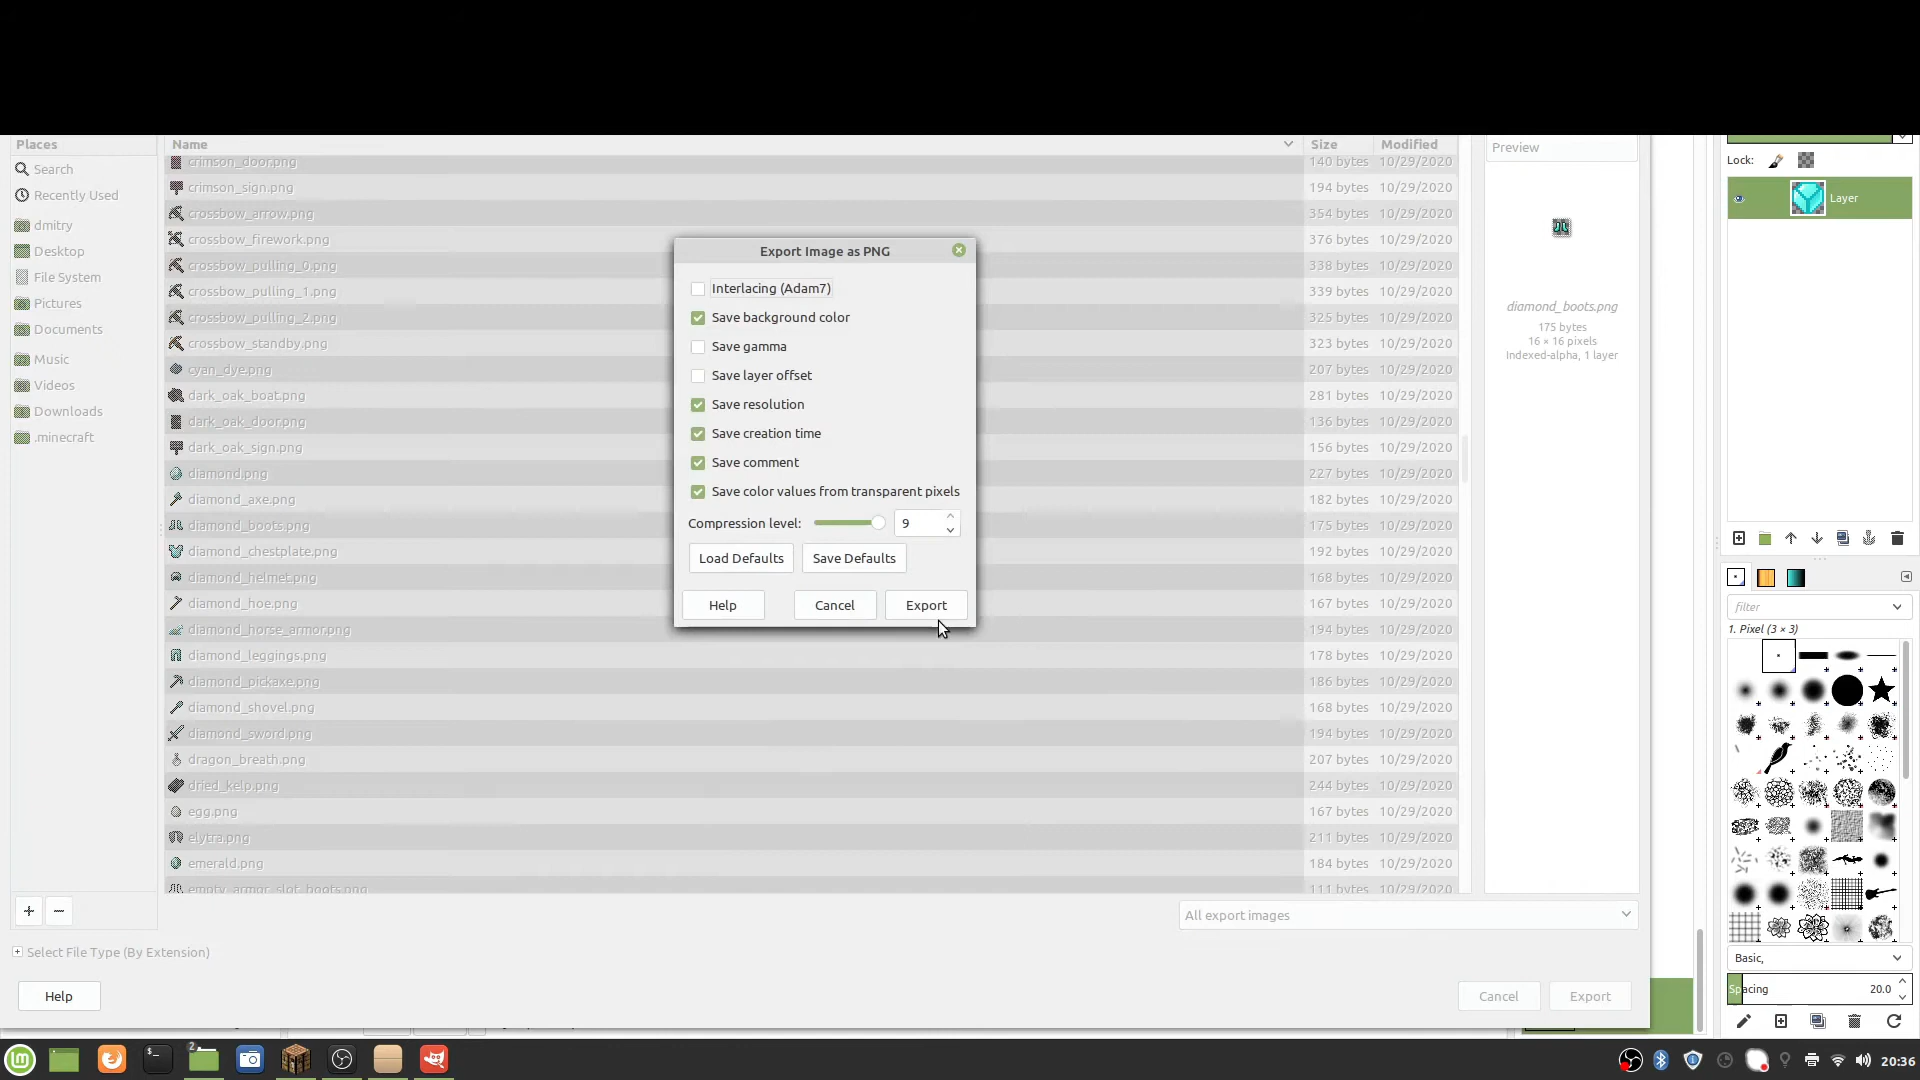 Places
Search
Recently Used
dmitry
Desktop
File System
Pictures
Documents
Music
Videos
Downloads
.minecraft
Name Size Modified
crimson_door.png 140 bytes 10/29/2020
crimson_sign.png 194 bytes 10/29/2020
crossbow_arrow.png 354 bytes 10/29/2020
crossbow_firework.png 376 bytes 10/29/2020
crossbow_pulling_0.png 338 bytes 10/29/2020
crossbow_pulling_1.png 339 bytes 10/29/2020
crossbow_pulling_2.png 325 bytes 10/29/2020
crossbow_standby.png 323 bytes 10/29/2020
cyan_dye.png 207 bytes 10/29/2020
dark_oak_boat.png 281 bytes 10/29/2020
dark_oak_door.png 136 bytes 10/29/2020
dark_oak_sign.png 156 bytes 10/29/2020
diamond.png 227 bytes 10/29/2020
diamond_axe.png 182 bytes 10/29/2020
diamond_boots.png 175 bytes 10/29/2020
diamond_chestplate.png 192 bytes 10/29/2020
diamond_helmet.png 168 bytes 10/29/2020
diamond_hoe.png 167 bytes 10/29/2020
diamond_horse_armor.png 194 bytes 10/29/2020
diamond_leggings.png 178 bytes 10/29/2020
diamond_pickaxe.png 186 bytes 10/29/2020
diamond_shovel.png 168 bytes 10/29/2020
diamond_sword.png 194 bytes 10/29/2020
dragon_breath.png 207 bytes 10/29/2020
dried_kelp.png 244 bytes 10/29/2020
egg.png 167 bytes 10/29/2020
elytra.png 211 bytes 10/29/2020
emerald.png 184 bytes 10/29/2020
empty_armor_slot_boots.png 111 bytes 10/29/2020
Export Image as PNG
Interlacing (Adam7)
Save background color
Save gamma
Save layer offset
Save resolution
Save creation time
Save comment
Save color values from transparent pixels
Compression level: 9
Load Defaults Save Defaults
Help Cancel Export
Preview
diamond_boots.png
175 bytes
16 × 16 pixels
Indexed-alpha, 1 layer
All export images
Select File Type (By Extension)
Help Cancel Export
Lock:
Layer
filter
1. Pixel (3 × 3)
Basic,
Spacing 20.0
2
20:36